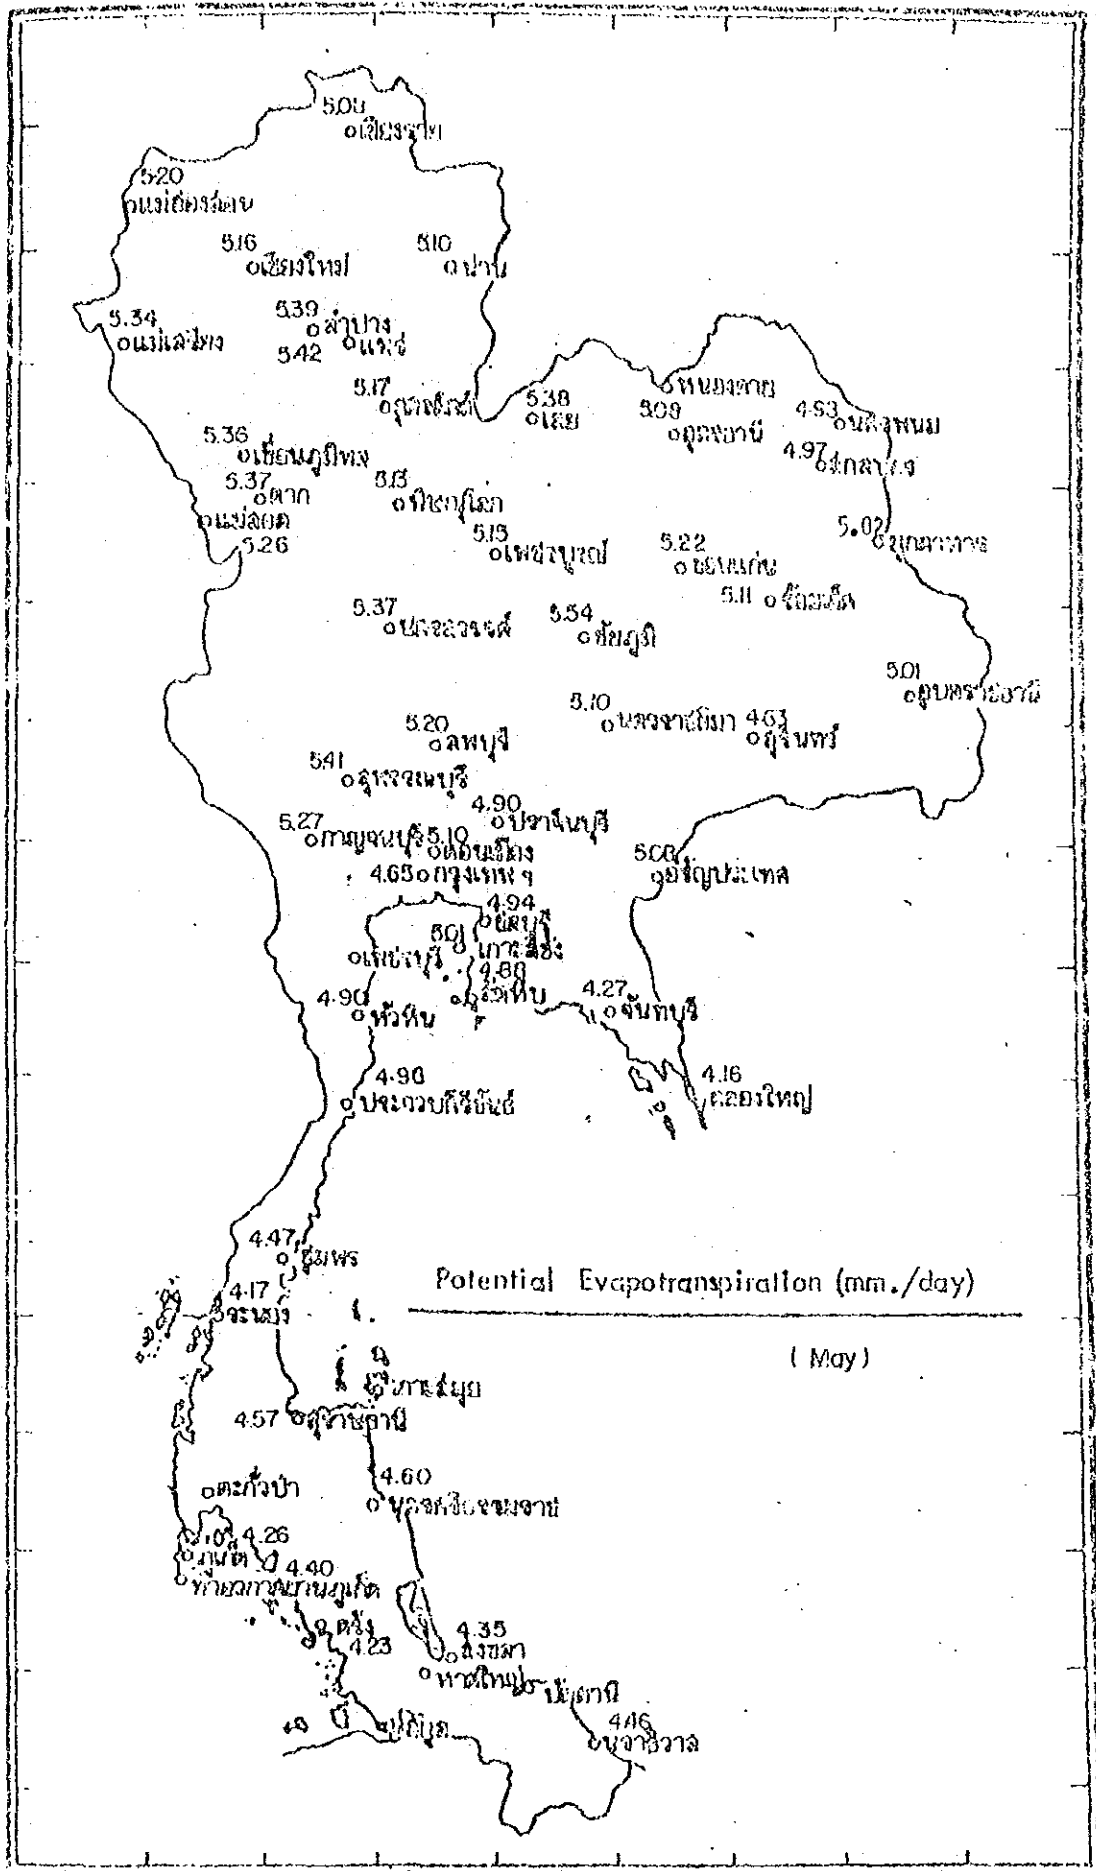 เชียงราย
5.20
แม่ฮ่องสอน
5.16
เชียงใหม่
5.10
น่าน
5.34
แม่เสรียง
5.39
ลำปาง
5.42
แพร่
5.17
อุตรดิตถ์
5.38
เลย
หนองคาย
5.09
อุดรธานี
4.93
นครพนม
4.97
สกลนคร
5.36
เขื่อนภูมิพล
5.37
ตาก
แม่สอด
5.26
พิษณุโลก
5.15
เพชรบูรณ์
5.22
ขอนแก่น
5.11
ร้อยเอ็ด
5.02
มุกดาหาร
5.37
นครสวรรค์
5.54
ชัยภูมิ
5.01
อุบลราชธานี
5.10
นครราชสีมา
4.63
สุรินทร์
5.20
ลพบุรี
5.41
สุพรรณบุรี
4.90
ปราจีนบุรี
5.27
กาญจนบุรี
5.10
ดอนเมือง
4.65
กรุงเทพฯ
อรัญประเทศ
4.94
ชลบุรี
5.01
เกาะสีชัง
เพชรบุรี
4.88
สัตหีบ
4.90
หัวหิน
4.27
จันทบุรี
4.96
ประจวบคีรีขันธ์
4.16
คลองใหญ่
4.47
ชุมพร
4.17
ระนอง
Potential Evapotranspiration (mm./day)
( May )
เกาะสมุย
4.57
สุราษฎ์ธานี
ตะกั่วป่า
4.60
นครศรีธรรมราช
4.26
ภูเก็ต
4.40
ท่าอากาศยานภูเก็ต
ตรัง
4.23
4.35
สงขลา
หาดใหญ่
ปัตตานี
สตูล
นราธิวาส